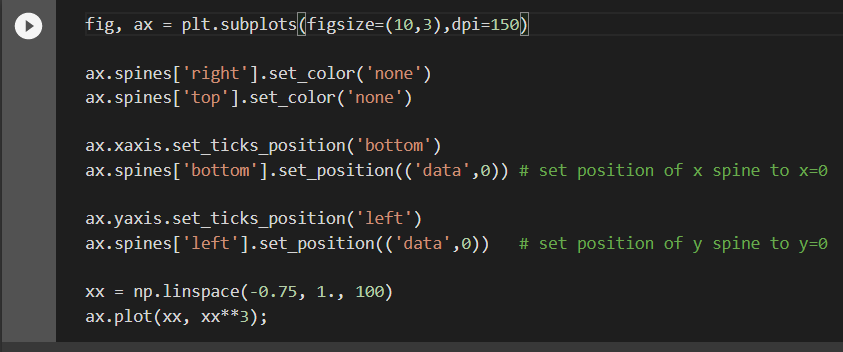 fig, ax = plt.subplots(figsize=(10,3),dpi=150)
ax.spines['right'].set_color('none')
ax.spines['top'].set_color('none')
ax.xaxis.set_ticks_position('bottom')
ax.spines['bottom'].set_position(('data',0)) # set position of x spine to x=0
ax.yaxis.set_ticks_position('left')
ax.spines['left'].set_position(('data',0))   # set position of y spine to y=0
xx = np.linspace(-0.75, 1., 100)
ax.plot(xx, xx**3);